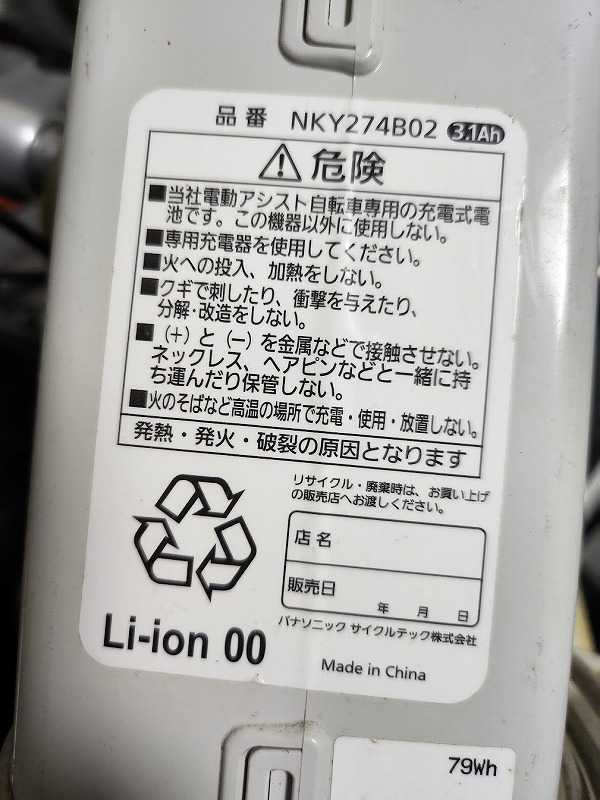 品番 NKY274B02 3.1Ah
危険
■当社電動アシスト自転車専用の充電式電
池です。この機器以外に使用しない。
■専用充電器を使用してください。
■火への投入、加熱をしない。
■クギで刺したり、衝撃を与えたり、
分解・改造をしない。
■(+)と(−)を金属などで接触させない。
ネックレス、ヘアピンなどと一緒に持
ち運んだり保管しない。
■火のそばなど高温の場所で充電・使用・放置しない。
発熱・発火・破裂の原因となります
リサイクル・廃棄時は、お買い上げ
の販売店へお渡しください。
店名
販売日
年 月 日
パナソニック サイクルテック株式会社
Li-ion 00
Made in China
79Wh